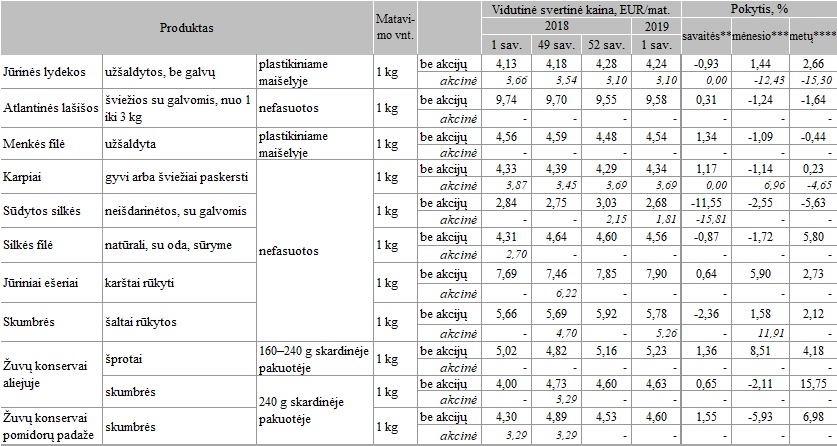 Produktas Matavi- Vidutinė svertinė kaina, EUR/mat. Pokytis, %
mo vnt. 2018 2019 savaitės** mėnesio*** metų****
1 sav. 49 sav. 52 sav. 1 sav.
Jūrinės lydekos užšaldytos, be galvų plastikiniame maišelyje 1 kg be akcijų 4,13 4,18 4,28 4,24 -0,93 1,44 2,66
akcinė 3,66 3,54 3,10 3,10 0,00 -12,43 -15,30
Atlantinės lašišos šviežios su galvomis, nuo 1 iki 3 kg nefasuotos 1 kg be akcijų 9,74 9,70 9,55 9,58 0,31 -1,24 -1,64
akcinė - - - - - - -
Menkės filė užšaldyta plastikiniame maišelyje 1 kg be akcijų 4,56 4,59 4,48 4,54 1,34 -1,09 -0,44
akcinė - - - - - - -
Karpiai gyvi arba šviežiai paskersti nefasuotos 1 kg be akcijų 4,33 4,39 4,29 4,34 1,17 -1,14 0,23
akcinė 3,87 3,45 3,69 3,69 0,00 6,96 -4,65
Sūdytos silkės neišdarinėtos, su galvomis 1 kg be akcijų 2,84 2,75 3,03 2,68 -11,55 -2,55 -5,63
akcinė - - 2,15 1,81 -15,81 - -
Silkės filė natūrali, su oda, sūryme 1 kg be akcijų 4,31 4,64 4,60 4,56 -0,87 -1,72 5,80
akcinė 2,70 - - - - - -
Jūriniai ešeriai karštai rūkyti 1 kg be akcijų 7,69 7,46 7,85 7,90 0,64 5,90 2,73
akcinė - 6,22 - - - - -
Skumbrės šaltai rūkytos 1 kg be akcijų 5,66 5,69 5,92 5,78 -2,36 1,58 2,12
akcinė - 4,70 - 5,26 - 11,91 -
Žuvų konservai aliejuje šprotai 160–240 g skardinėje pakuotėje 1 kg be akcijų 5,02 4,82 5,16 5,23 1,36 8,51 4,18
akcinė - - - - - - -
skumbrės 240 g skardinėje pakuotėje 1 kg be akcijų 4,00 4,73 4,60 4,63 0,65 -2,11 15,75
akcinė - 3,29 - - - - -
Žuvų konservai pomidorų padaže skumbrės 1 kg be akcijų 4,30 4,89 4,53 4,60 1,55 -5,93 6,98
akcinė 3,29 3,29 - - - - -